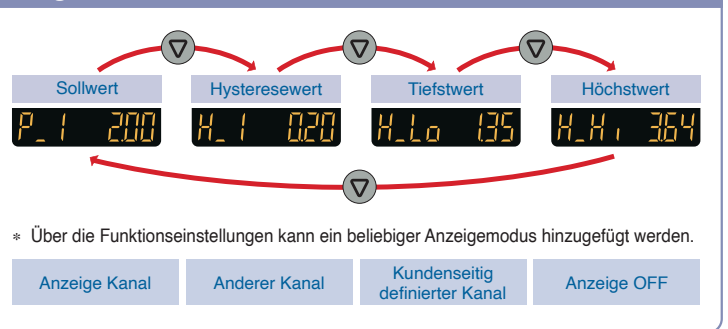 Sollwert
Hysteresewert
Tiefstwert
Höchstwert
P_1 2.00
H_1 0.20
H_Lo 1.35
H_Hi 3.64
* Über die Funktionseinstellungen kann ein beliebiger Anzeigemodus hinzugefügt werden.
Anzeige Kanal
Anderer Kanal
Kundenseitig
definierter Kanal
Anzeige OFF